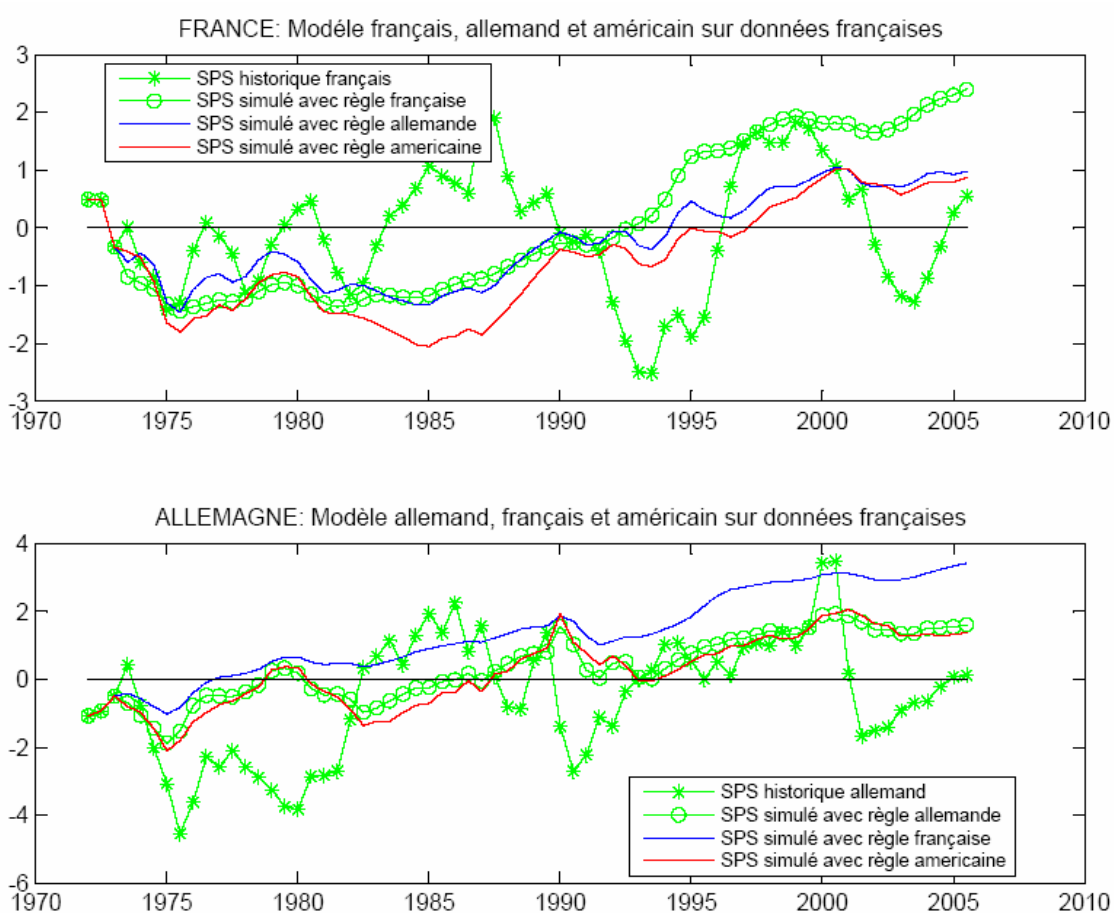 FRANCE: Modéle français, allemand et américain sur données françaises
3
2
1
0
-1
-2
-3
SPS historique français
SPS simulé avec règle française
SPS simulé avec règle allemande
SPS simulé avec règle americaine
1970 1975 1980 1985 1990 1995 2000 2005 2010
ALLEMAGNE: Modèle allemand, français et américain sur données françaises
4
2
0
-2
-4
-6
SPS historique allemand
SPS simulé avec règle allemande
SPS simulé avec règle française
SPS simulé avec règle americaine
1970 1975 1980 1985 1990 1995 2000 2005 2010